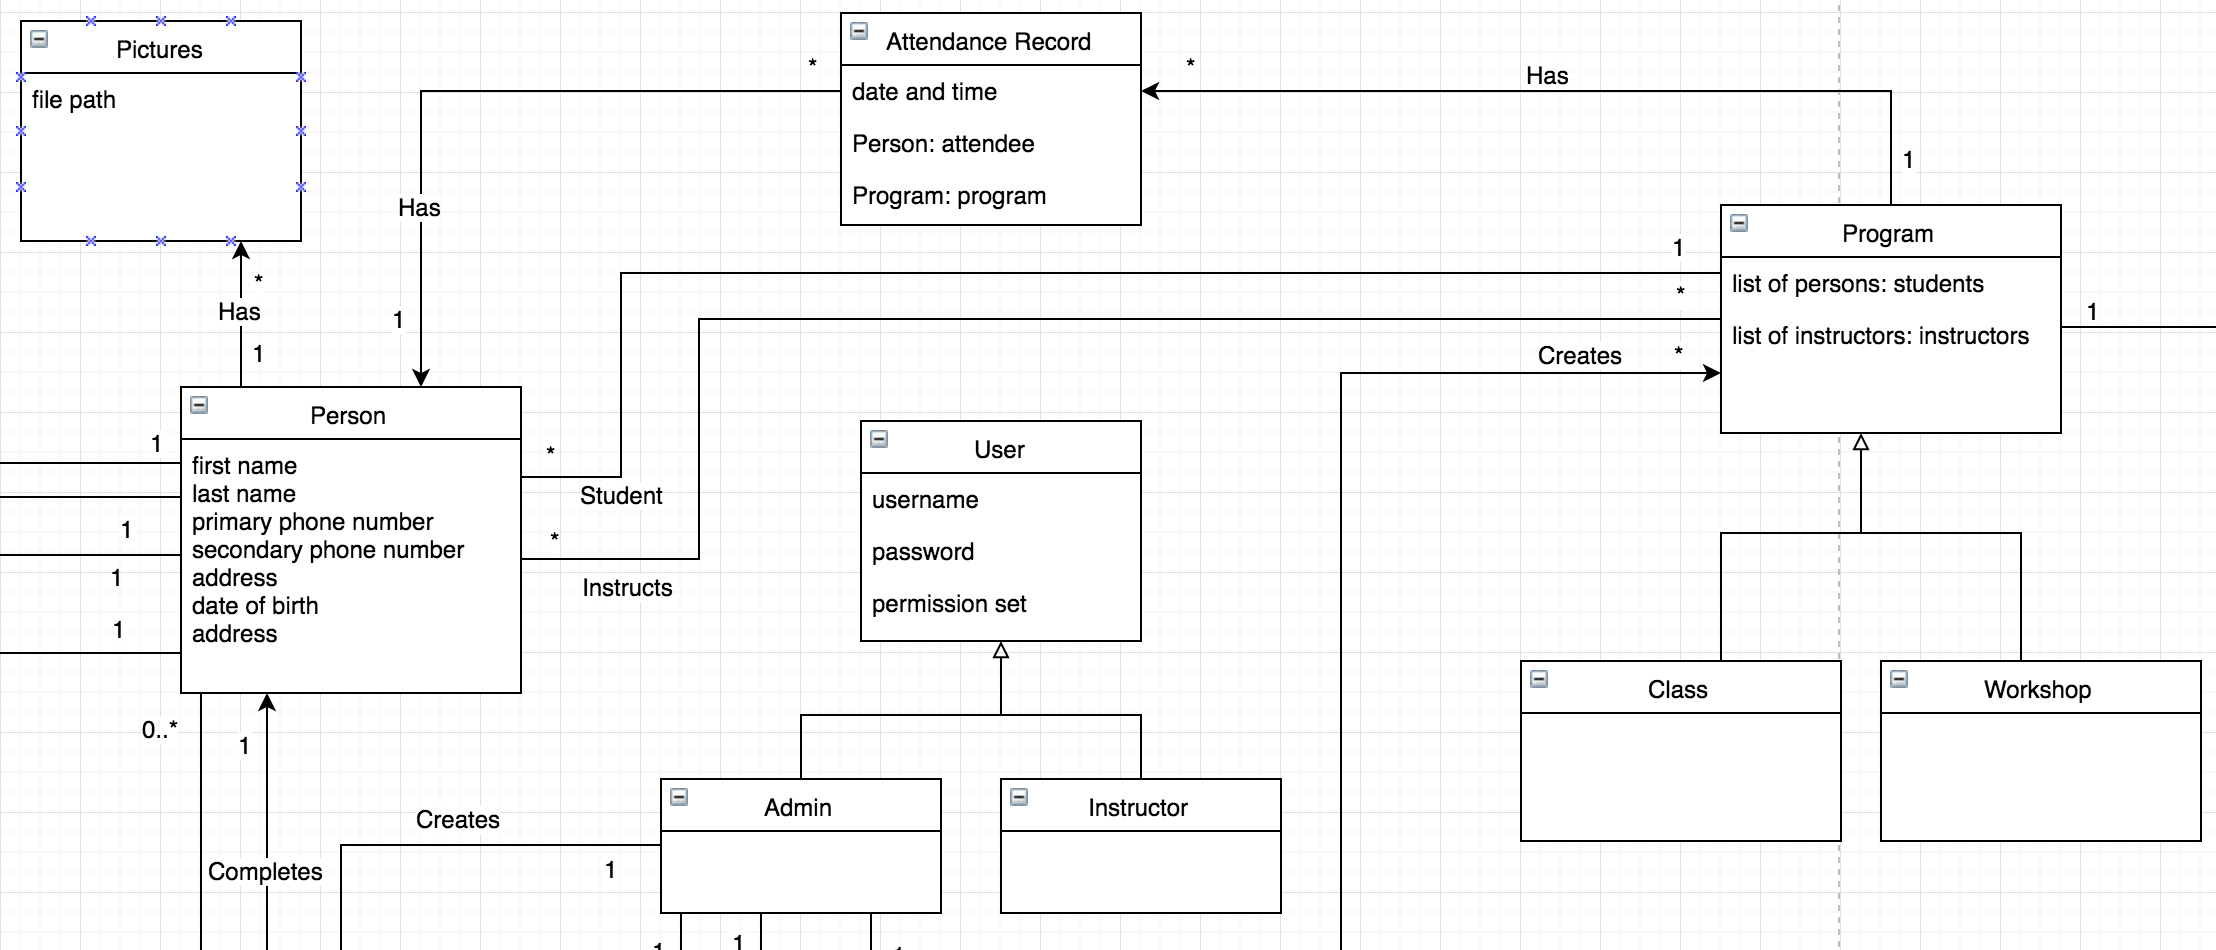 Pictures
file path
Attendance Record
date and time
Person: attendee
Program: program
*
*
Has
1
Has
1
*
Has
1
Program
list of persons: students
list of instructors: instructors
1
*
1
Creates
*
Person
first name
last name
primary phone number
secondary phone number
address
date of birth
address
1
1
1
1
*
Student
*
Instructs
User
username
password
permission set
Class
Workshop
0..*
1
Completes
Creates
1
Admin
Instructor
1
1